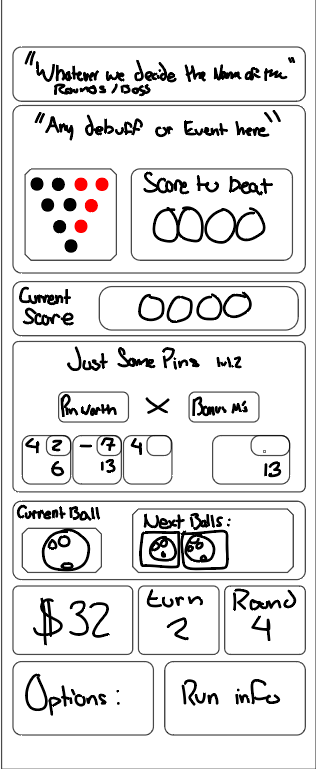 "Whatever we decide the Name of the"
Rounds / Boss
"Any debuff or Event here"
Score to beat
0000
Current
Score
0000
Just Some Pins lvl.2
Pin worth X Bonus M's
4 2 - 7 4
6 13 13
Current Ball
Next Balls:
$32
turn
2
Round
4
Options:
Run info